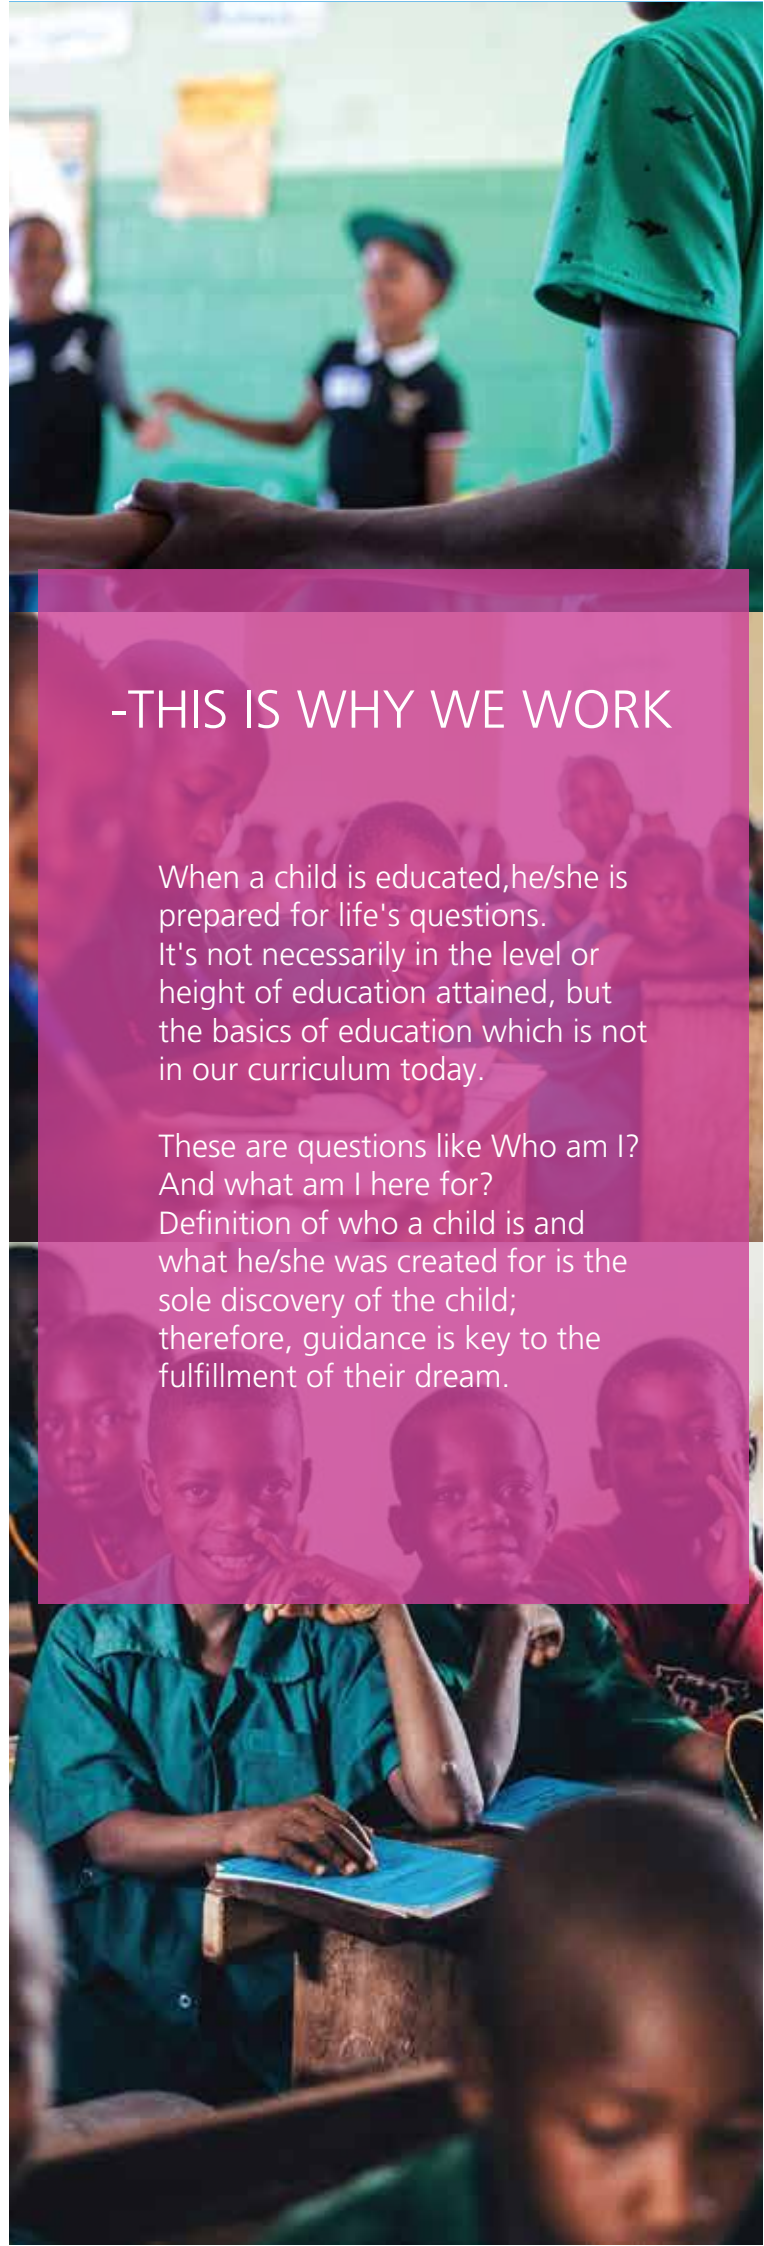 -THIS IS WHY WE WORK
When a child is educated,he/she is
prepared for life's questions.
It's not necessarily in the level or
height of education attained, but
the basics of education which is not
in our curriculum today.
These are questions like Who am I?
And what am I here for?
Definition of who a child is and
what he/she was created for is the
sole discovery of the child;
therefore, guidance is key to the
fulfillment of their dream.